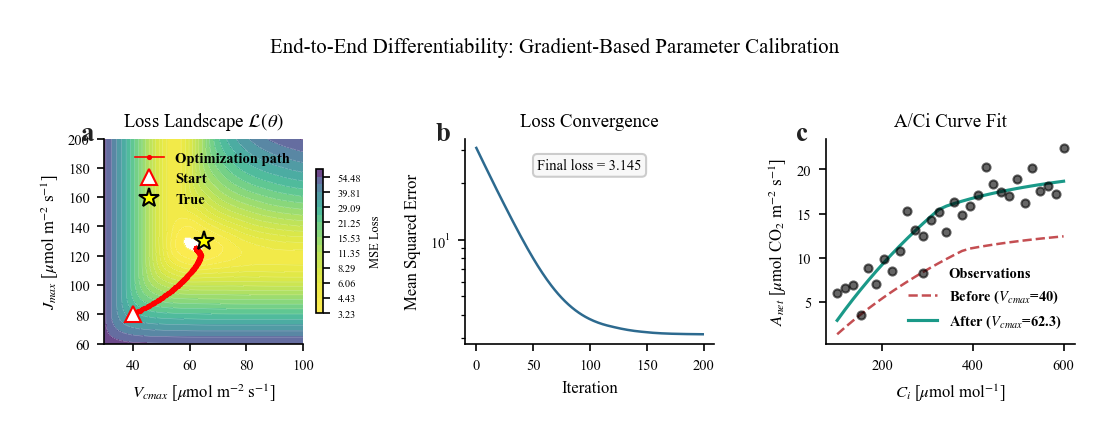 End-to-End Differentiability: Gradient-Based Parameter Calibration
a
Loss Landscape ℒ(θ)
200
180
160
140
120
100
80
60
J_max [μmol m⁻² s⁻¹]
Optimization path
Start
True
40 60 80 100
V_cmax [μmol m⁻² s⁻¹]
54.48
39.81
29.09
21.25
15.53
11.35
8.29
6.06
4.43
3.23
MSE Loss
b
Loss Convergence
Final loss = 3.145
10¹
Mean Squared Error
0 50 100 150 200
Iteration
c
A/Ci Curve Fit
20
15
10
5
A_net [μmol CO₂ m⁻² s⁻¹]
Observations
Before (V_cmax=40)
After (V_cmax=62.3)
200 400 600
C_i [μmol mol⁻¹]